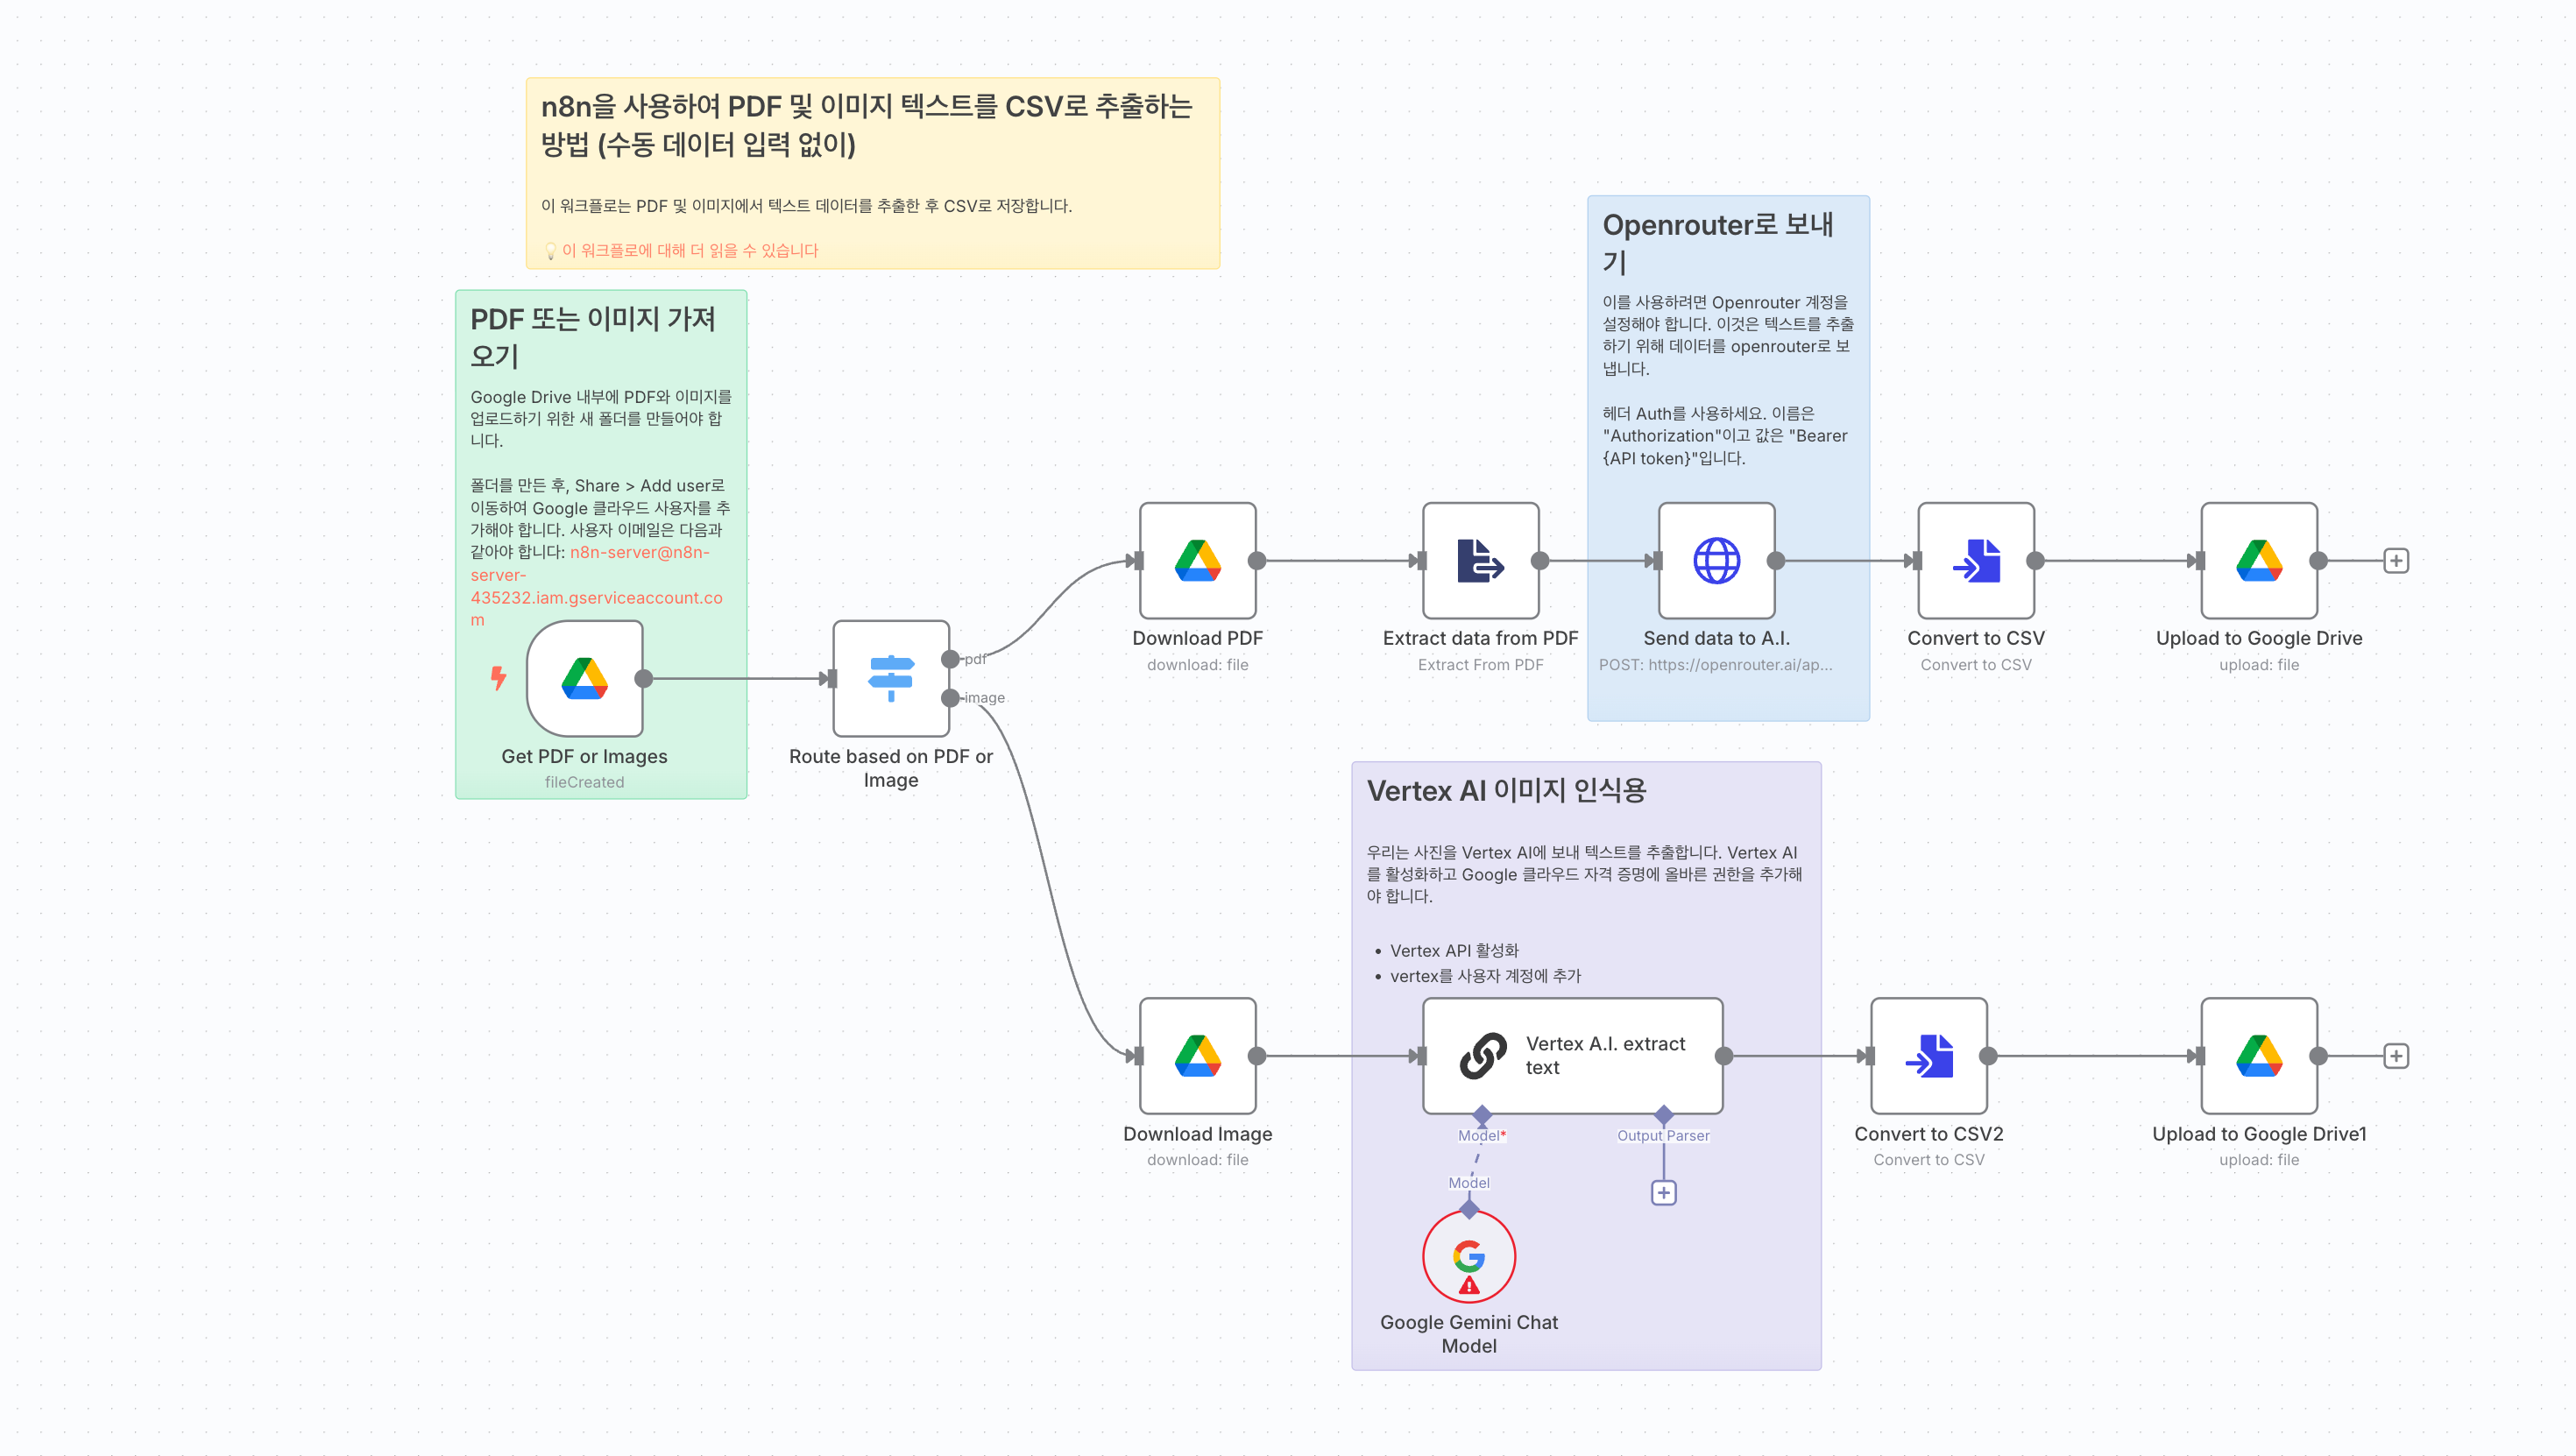 n8n을 사용하여 PDF 및 이미지 텍스트를 CSV로 추출하는
방법 (수동 데이터 입력 없이)
이 워크플로는 PDF 및 이미지에서 텍스트 데이터를 추출한 후 CSV로 저장합니다.
💡 이 워크플로에 대해 더 읽을 수 있습니다
PDF 또는 이미지 가져
오기
Google Drive 내부에 PDF와 이미지를
업로드하기 위한 새 폴더를 만들어야 합
니다.
폴더를 만든 후, Share > Add user로
이동하여 Google 클라우드 사용자를 추
가해야 합니다. 사용자 이메일은 다음과
같아야 합니다: n8n-server@n8n-
server-
435232.iam.gserviceaccount.co
m
Get PDF or Images
fileCreated
Route based on PDF or
Image
pdf
image
Download PDF
download: file
Extract data from PDF
Extract From PDF
Openrouter로 보내
기
이를 사용하려면 Openrouter 계정을
설정해야 합니다. 이것은 텍스트를 추출
하기 위해 데이터를 openrouter로 보
냅니다.
헤더 Auth를 사용하세요. 이름은
"Authorization"이고 값은 "Bearer
{API token}"입니다.
Send data to A.I.
POST: https://openrouter.ai/ap...
Convert to CSV
Convert to CSV
Upload to Google Drive
upload: file
Download Image
download: file
Vertex AI 이미지 인식용
우리는 사진을 Vertex AI에 보내 텍스트를 추출합니다. Vertex AI
를 활성화하고 Google 클라우드 자격 증명에 올바른 권한을 추가해
야 합니다.
• Vertex API 활성화
• vertex를 사용자 계정에 추가
Vertex A.I. extract
text
Model*
Output Parser
Model
Google Gemini Chat
Model
Convert to CSV2
Convert to CSV
Upload to Google Drive1
upload: file